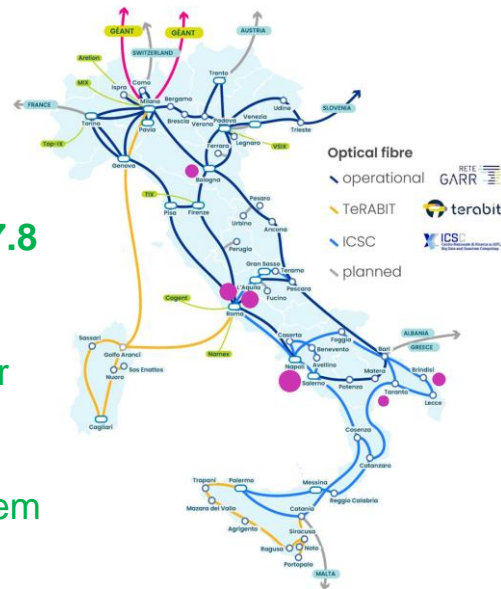 GÉANT
GÉANT
AUSTRIA
SWITZERLAND
Arelion
MIX
Como
Ispra
Milano
Bergamo
Trento
FRANCE
Brescia
Verona
Padova
Venezia
Udine
Trieste
SLOVENIA
Torino
Pavia
Top-IX
Ferrara
Legnaro
VSIX
Genova
Bologna
Optical fibre
operational
RETE
GARR
TeRABIT
terabit
ICSC
ICSC
planned
TIX
Pisa
Firenze
Pesaro
Urbino
Ancona
7.8
Perugia
Gran Sasso
Teramo
L'Aquila
Pescara
Fucino
Cogent
Roma
Namex
Sassari
Golfo Aranci
Nuoro
Sos Enattos
Cagliari
r
Caserta
Benevento
Foggia
Napoli
Avellino
Salerno
Potenza
Matera
Bari
ALBANIA
GREECE
Brindisi
Taranto
Lecce
Cosenza
Catanzaro
em
Trapani
Palermo
Messina
Reggio Calabria
Mazara del Vallo
Catania
Agrigento
Siracusa
Ragusa
Noto
Portopalo
MALTA